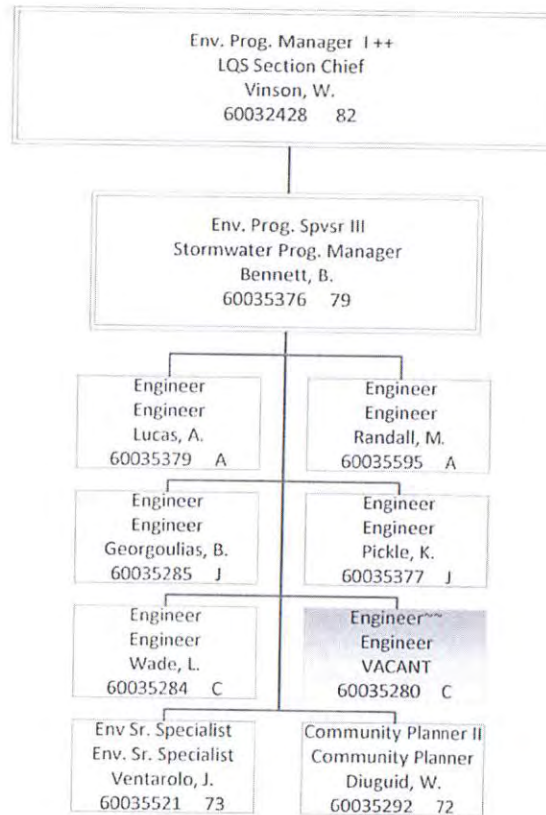 Env. Prog. Manager I ++
LQS Section Chief
Vinson, W.
60032428 82
Env. Prog. Spvsr III
Stormwater Prog. Manager
Bennett, B.
60035376 79
Engineer
Engineer
Lucas, A.
60035379 A
Engineer
Engineer
Randall, M.
60035595 A
Engineer
Engineer
Georgoulias, B.
60035285 J
Engineer
Engineer
Pickle, K.
60035377 J
Engineer
Engineer
Wade, L.
60035284 C
Engineer~~
Engineer
VACANT
60035280 C
Env Sr. Specialist
Env. Sr. Specialist
Ventarolo, J.
60035521 73
Community Planner II
Community Planner
Diuguid, W.
60035292 72